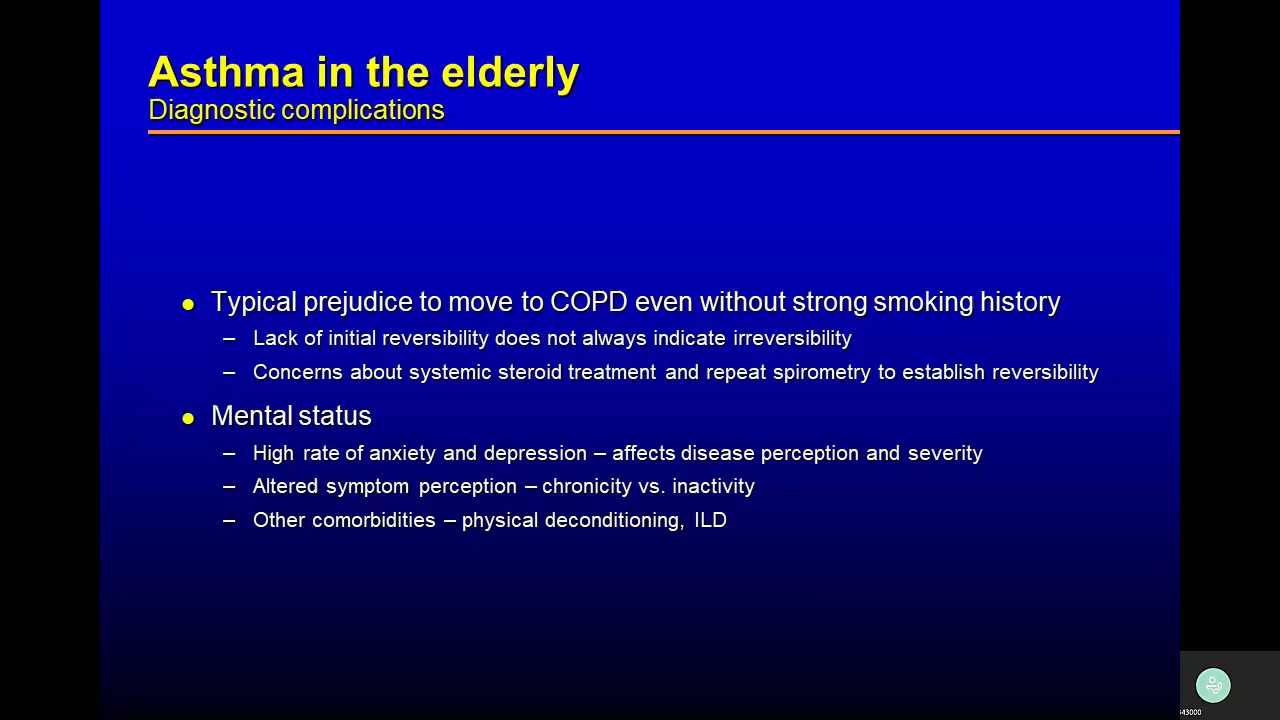 Asthma in the elderly
Diagnostic complications
● Typical prejudice to move to COPD even without strong smoking history
– Lack of initial reversibility does not always indicate irreversibility
– Concerns about systemic steroid treatment and repeat spirometry to establish reversibility
● Mental status
– High rate of anxiety and depression – affects disease perception and severity
– Altered symptom perception – chronicity vs. inactivity
– Other comorbidities – physical deconditioning, ILD
43000